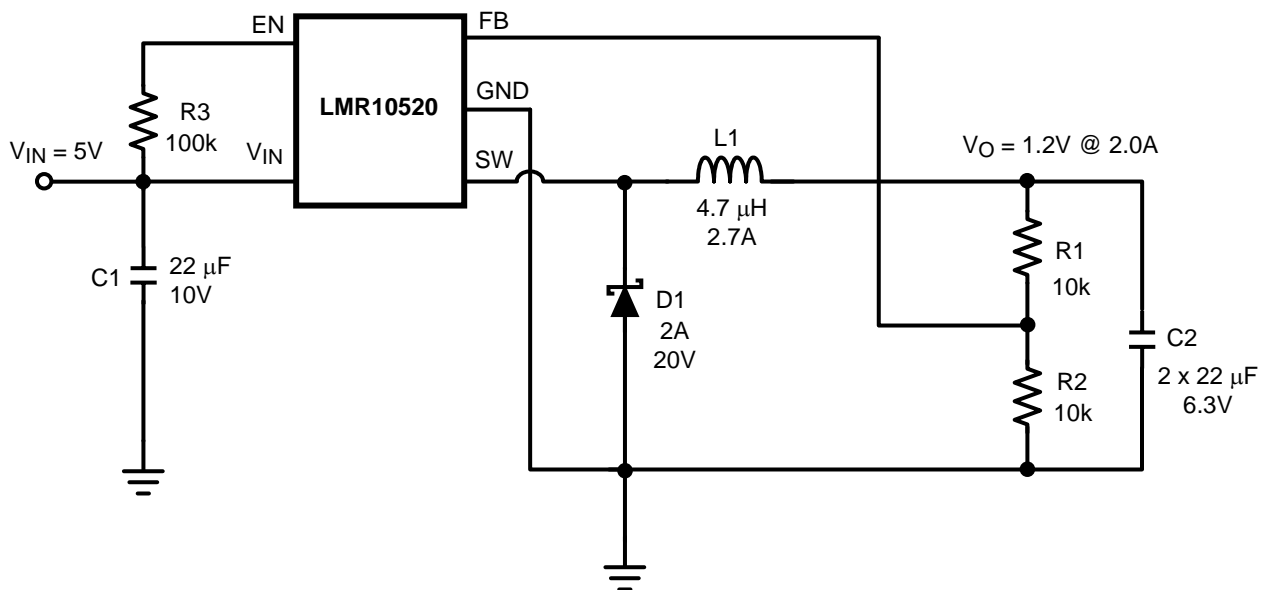 EN
FB
R3
100k
LMR10520
GND
V_IN = 5V
V_IN
SW
L1
V_O = 1.2V @ 2.0A
4.7 μH
2.7A
C1
22 μF
10V
D1
2A
20V
R1
10k
R2
10k
C2
2 x 22 μF
6.3V